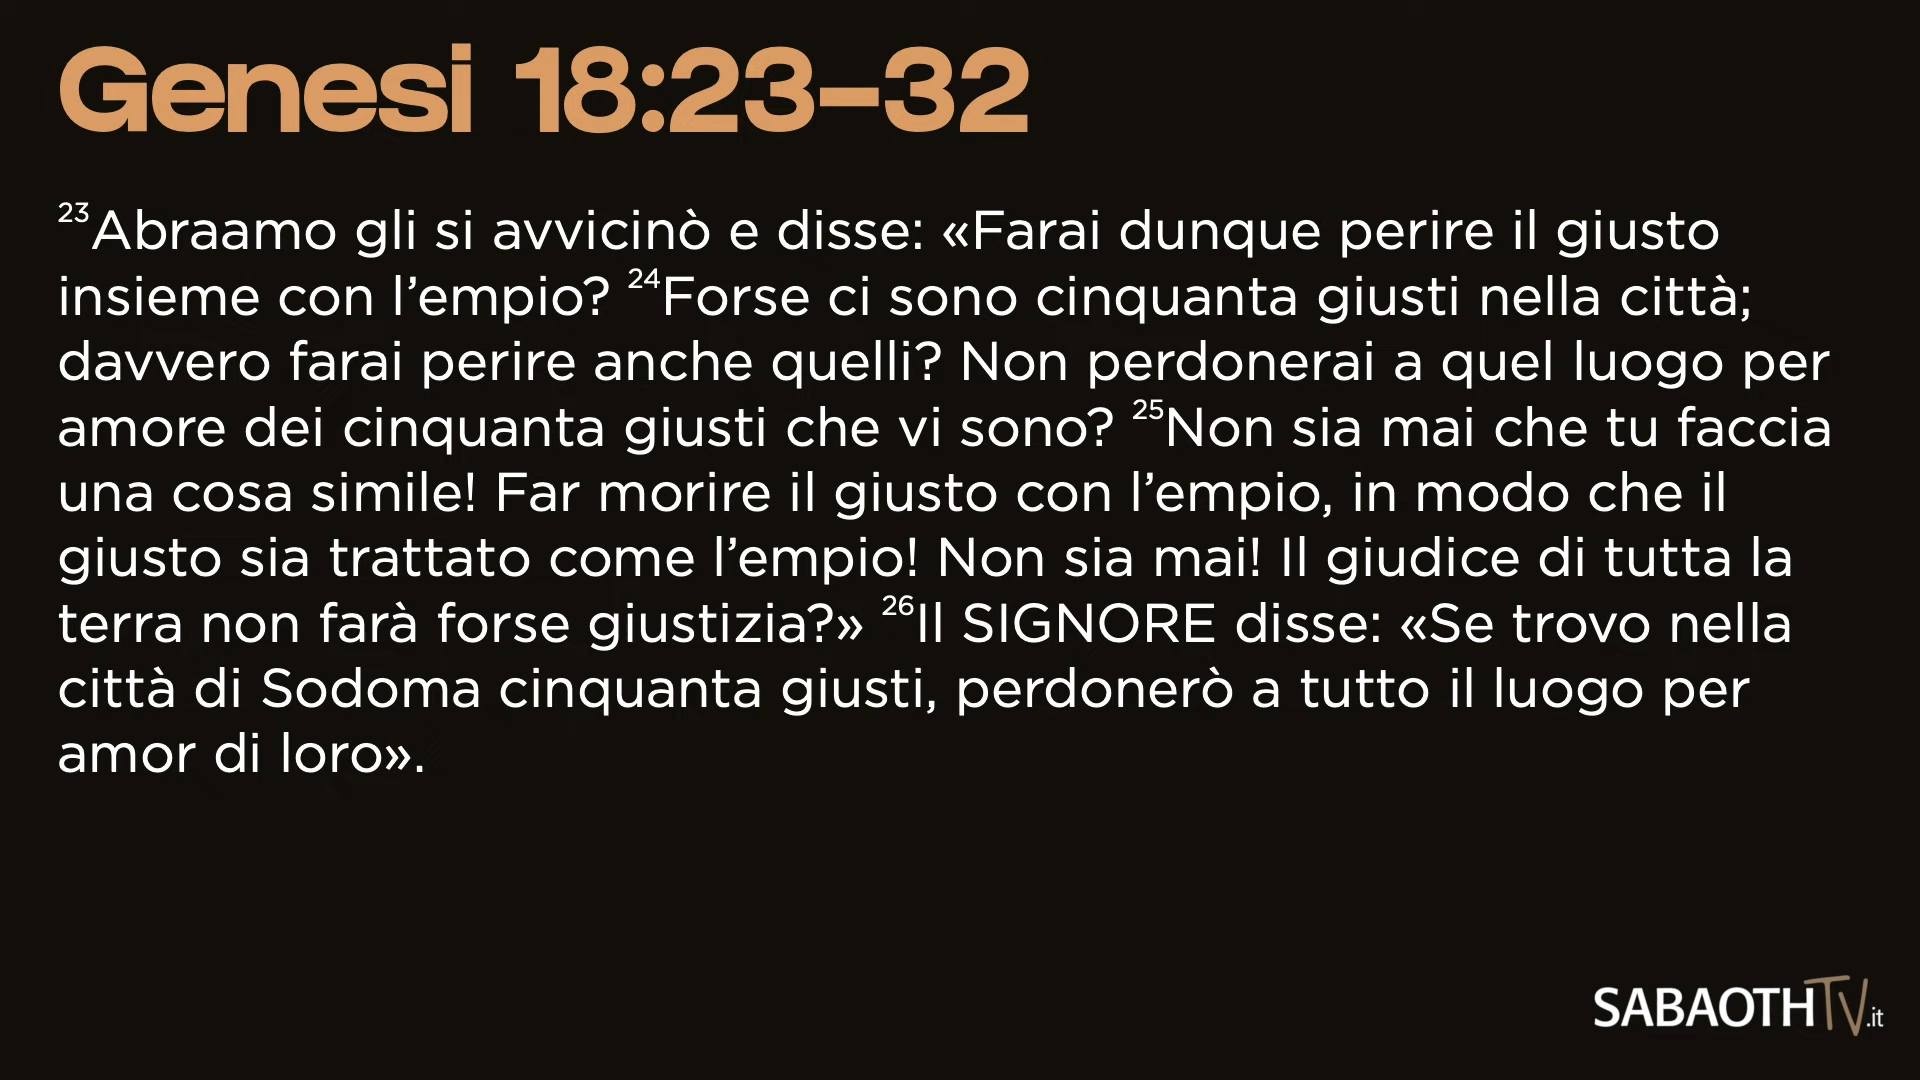 Genesi 18:23–32
23Abraamo gli si avvicinò e disse: «Farai dunque perire il giusto
insieme con l’empio? 24Forse ci sono cinquanta giusti nella città;
davvero farai perire anche quelli? Non perdonerai a quel luogo per
amore dei cinquanta giusti che vi sono? 25Non sia mai che tu faccia
una cosa simile! Far morire il giusto con l’empio, in modo che il
giusto sia trattato come l’empio! Non sia mai! Il giudice di tutta la
terra non farà forse giustizia?» 26Il SIGNORE disse: «Se trovo nella
città di Sodoma cinquanta giusti, perdonerò a tutto il luogo per
amor di loro».
SABAOTHTV.it